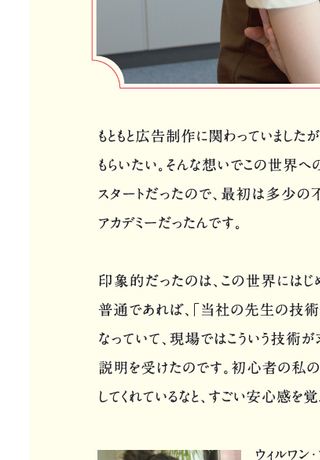 もともと広告制作に関わっていましたが
もらいたい。そんな想いでこの世界への
スタートだったので、最初は多少の不
アカデミーだったんです。
印象的だったのは、この世界にはじめ
普通であれば、「当社の先生の技術
なっていて、現場ではこういう技術が
説明を受けたのです。初心者の私の
してくれているなと、すごい安心感を覚
ウィルワン・